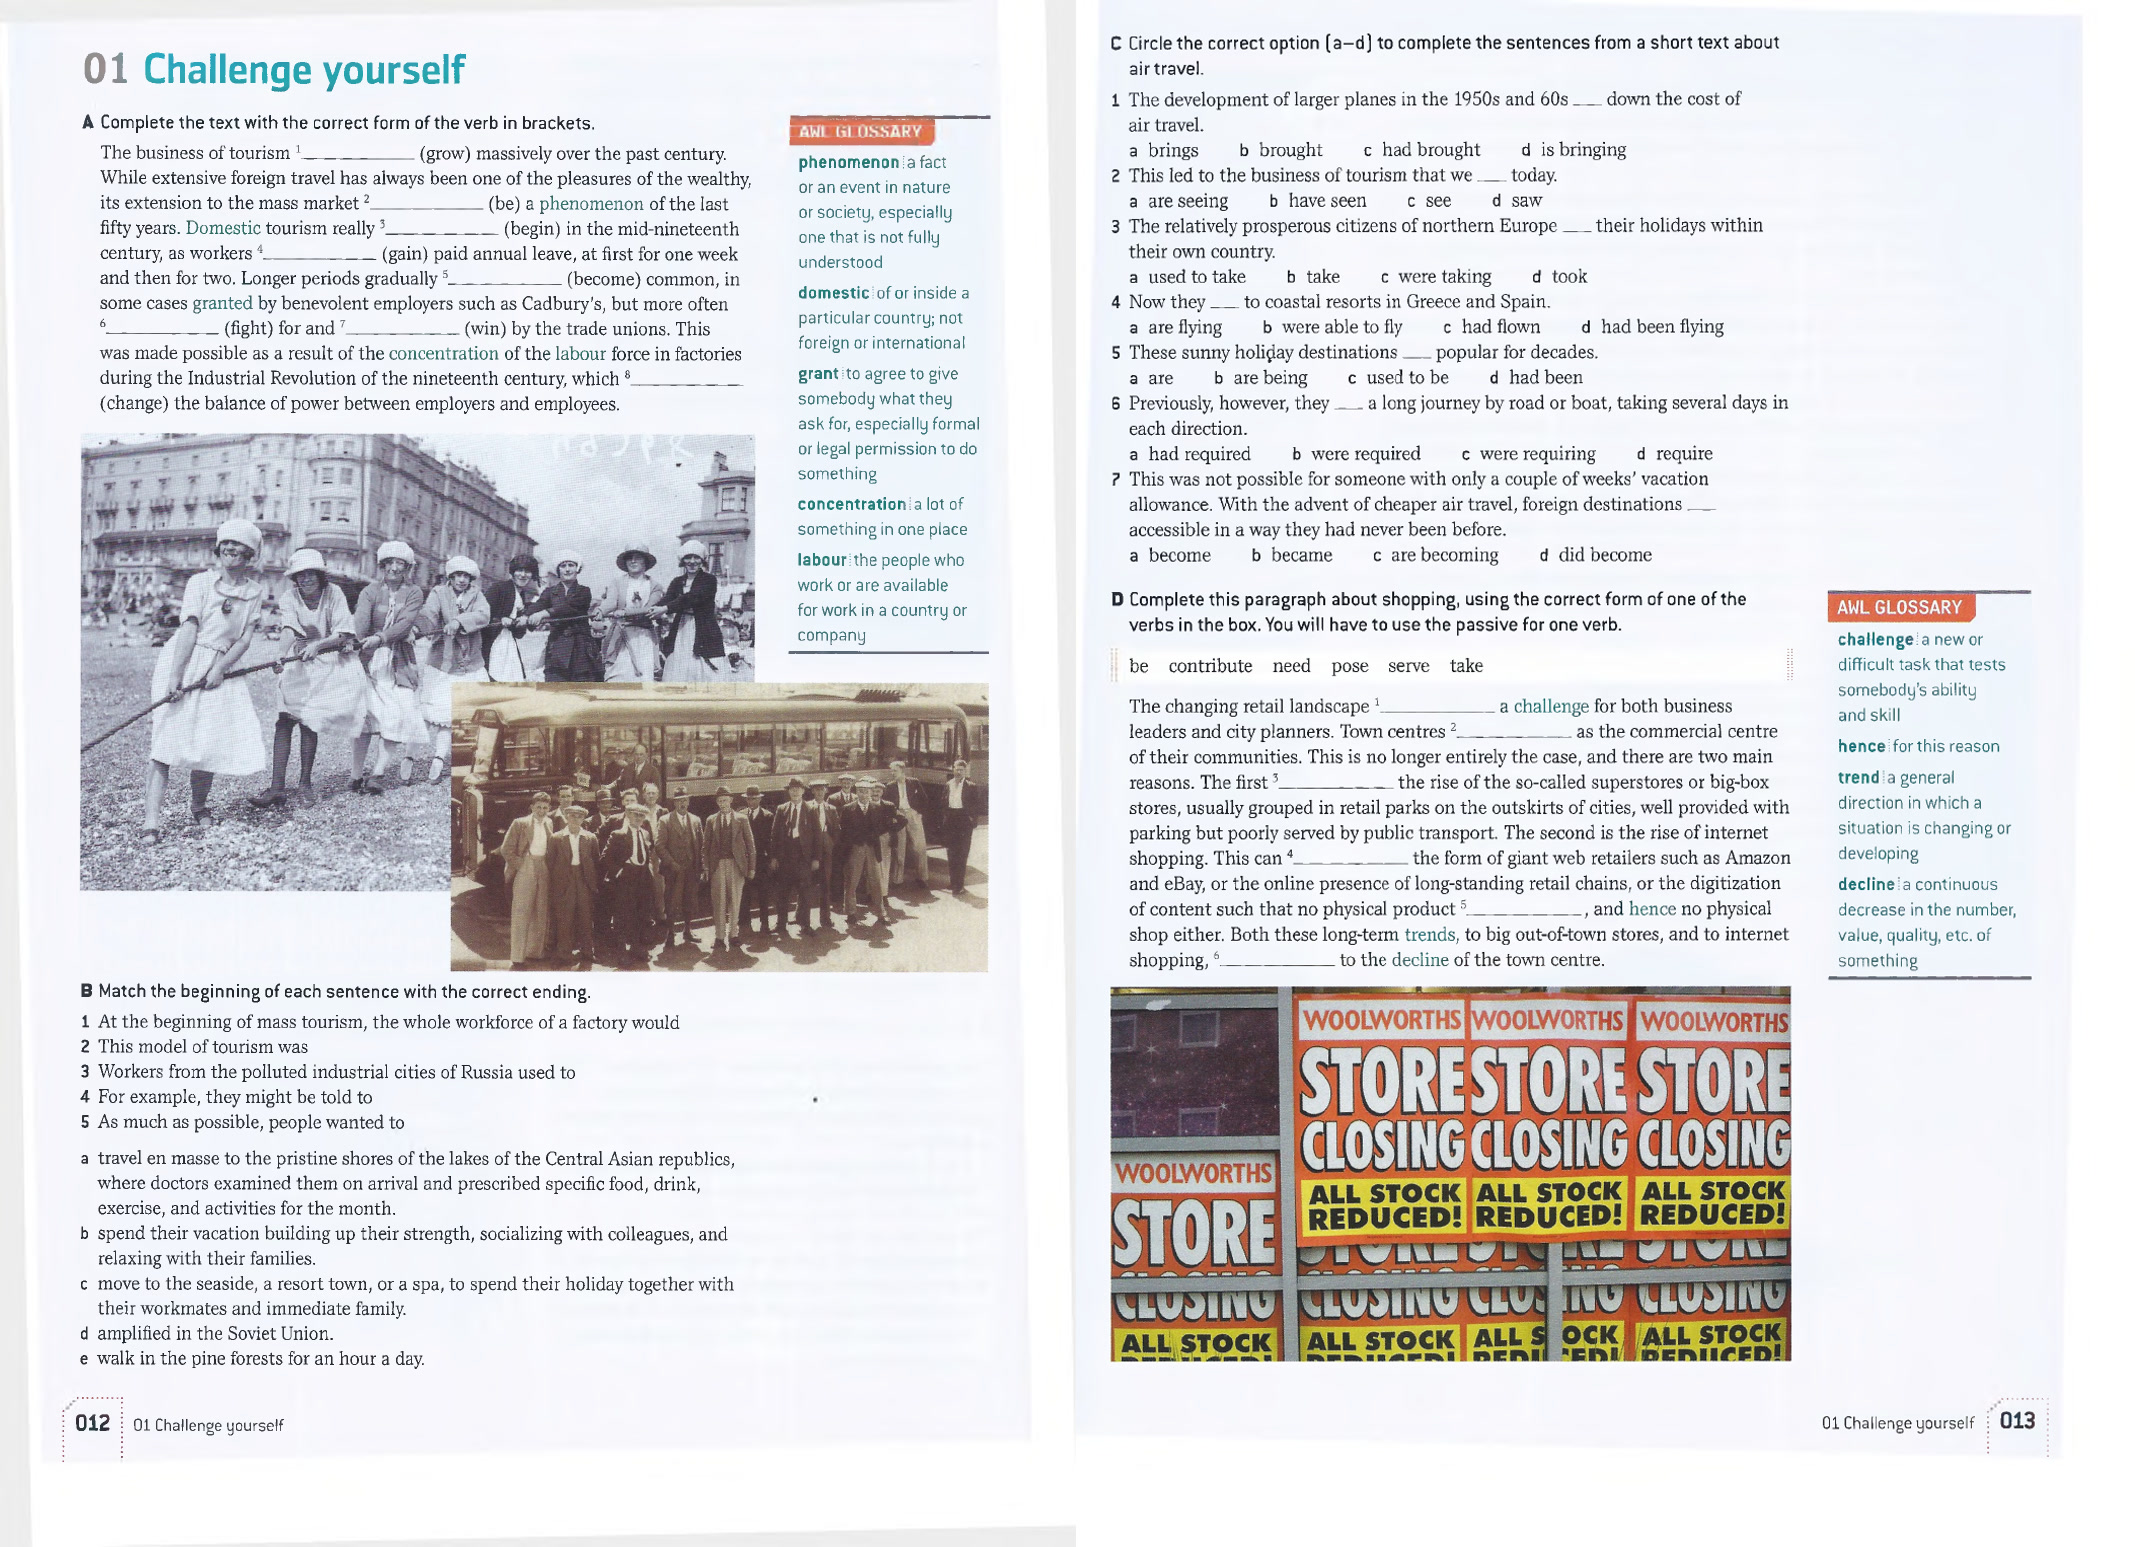 01 Challenge yourself
A Complete the text with the correct form of the verb in brackets.
The business of tourism 1__________ (grow) massively over the past century.
While extensive foreign travel has always been one of the pleasures of the wealthy,
its extension to the mass market 2__________ (be) a phenomenon of the last
fifty years. Domestic tourism really 3__________ (begin) in the mid-nineteenth
century, as workers 4__________ (gain) paid annual leave, at first for one week
and then for two. Longer periods gradually 5__________ (become) common, in
some cases granted by benevolent employers such as Cadbury's, but more often
6__________ (fight) for and 7__________ (win) by the trade unions. This
was made possible as a result of the concentration of the labour force in factories
during the Industrial Revolution of the nineteenth century, which 8__________
(change) the balance of power between employers and employees.
AWL GLOSSARY
phenomenon a fact
or an event in nature
or society, especially
one that is not fully
understood
domestic of or inside a
particular country; not
foreign or international
grant to agree to give
somebody what they
ask for, especially formal
or legal permission to do
something
concentration a lot of
something in one place
labour the people who
work or are available
for work in a country or
company
B Match the beginning of each sentence with the correct ending.
1 At the beginning of mass tourism, the whole workforce of a factory would
2 This model of tourism was
3 Workers from the polluted industrial cities of Russia used to
4 For example, they might be told to
5 As much as possible, people wanted to
a travel en masse to the pristine shores of the lakes of the Central Asian republics,
where doctors examined them on arrival and prescribed specific food, drink,
exercise, and activities for the month.
b spend their vacation building up their strength, socializing with colleagues, and
relaxing with their families.
c move to the seaside, a resort town, or a spa, to spend their holiday together with
their workmates and immediate family.
d amplified in the Soviet Union.
e walk in the pine forests for an hour a day.
012 01 Challenge yourself
C Circle the correct option (a–d) to complete the sentences from a short text about
air travel.
1 The development of larger planes in the 1950s and 60s ___ down the cost of
air travel.
a brings b brought c had brought d is bringing
2 This led to the business of tourism that we ___ today.
a are seeing b have seen c see d saw
3 The relatively prosperous citizens of northern Europe ___ their holidays within
their own country.
a used to take b take c were taking d took
4 Now they ___ to coastal resorts in Greece and Spain.
a are flying b were able to fly c had flown d had been flying
5 These sunny holiday destinations ___ popular for decades.
a are b are being c used to be d had been
6 Previously, however, they ___ a long journey by road or boat, taking several days in
each direction.
a had required b were required c were requiring d require
7 This was not possible for someone with only a couple of weeks' vacation
allowance. With the advent of cheaper air travel, foreign destinations ___
accessible in a way they had never been before.
a become b became c are becoming d did become
D Complete this paragraph about shopping, using the correct form of one of the
verbs in the box. You will have to use the passive for one verb.
be contribute need pose serve take
The changing retail landscape 1__________ a challenge for both business
leaders and city planners. Town centres 2__________ as the commercial centre
of their communities. This is no longer entirely the case, and there are two main
reasons. The first 3__________ the rise of the so-called superstores or big-box
stores, usually grouped in retail parks on the outskirts of cities, well provided with
parking but poorly served by public transport. The second is the rise of internet
shopping. This can 4__________ the form of giant web retailers such as Amazon
and eBay, or the online presence of long-standing retail chains, or the digitization
of content such that no physical product 5__________, and hence no physical
shop either. Both these long-term trends, to big out-of-town stores, and to internet
shopping, 6__________ to the decline of the town centre.
AWL GLOSSARY
challenge a new or
difficult task that tests
somebody's ability
and skill
hence for this reason
trend a general
direction in which a
situation is changing or
developing
decline a continuous
decrease in the number,
value, quality, etc. of
something
WOOLWORTHS WOOLWORTHS WOOLWORTHS
STORE STORE STORE
CLOSING CLOSING CLOSING
ALL STOCK ALL STOCK ALL STOCK
REDUCED! REDUCED! REDUCED!
WOOLWORTHS
STORE
CLOSING CLOSING CLOSING
ALL STOCK ALL STOCK ALL STOCK
REDUCED!
01 Challenge yourself 013